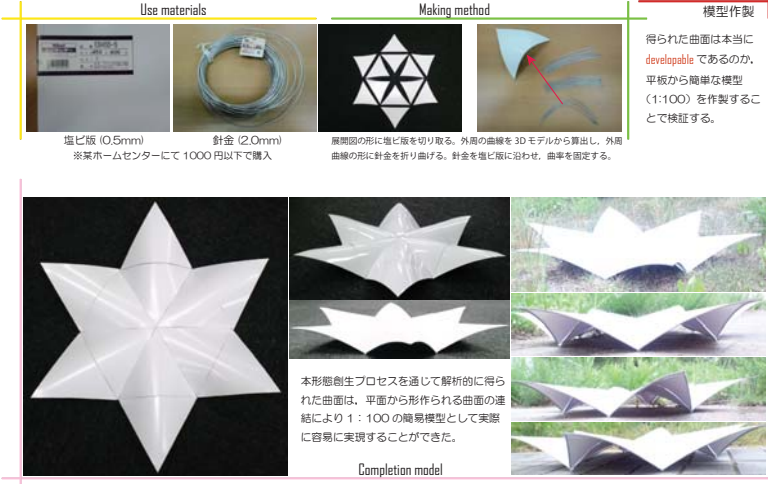 Use materials
Making method
模型作製
塩ビ版 (0.5mm)
針金 (2.0mm)
※某ホームセンターにて 1000 円以下で購入
展開図の形に塩ビ版を切り取る。外周の曲線を 3D モデルから算出し，外周
曲線の形に針金を折り曲げる。針金を塩ビ版に沿わせ，曲率を固定する。
得られた曲面は本当に
developable であるのか，
平板から簡単な模型
（1:100）を作製するこ
とで検証する。
本形態創生プロセスを通じて解析的に得ら
れた曲面は，平面から形作られる曲面の連
結により 1：100 の簡易模型として実際
に容易に実現することができた。
Completion model